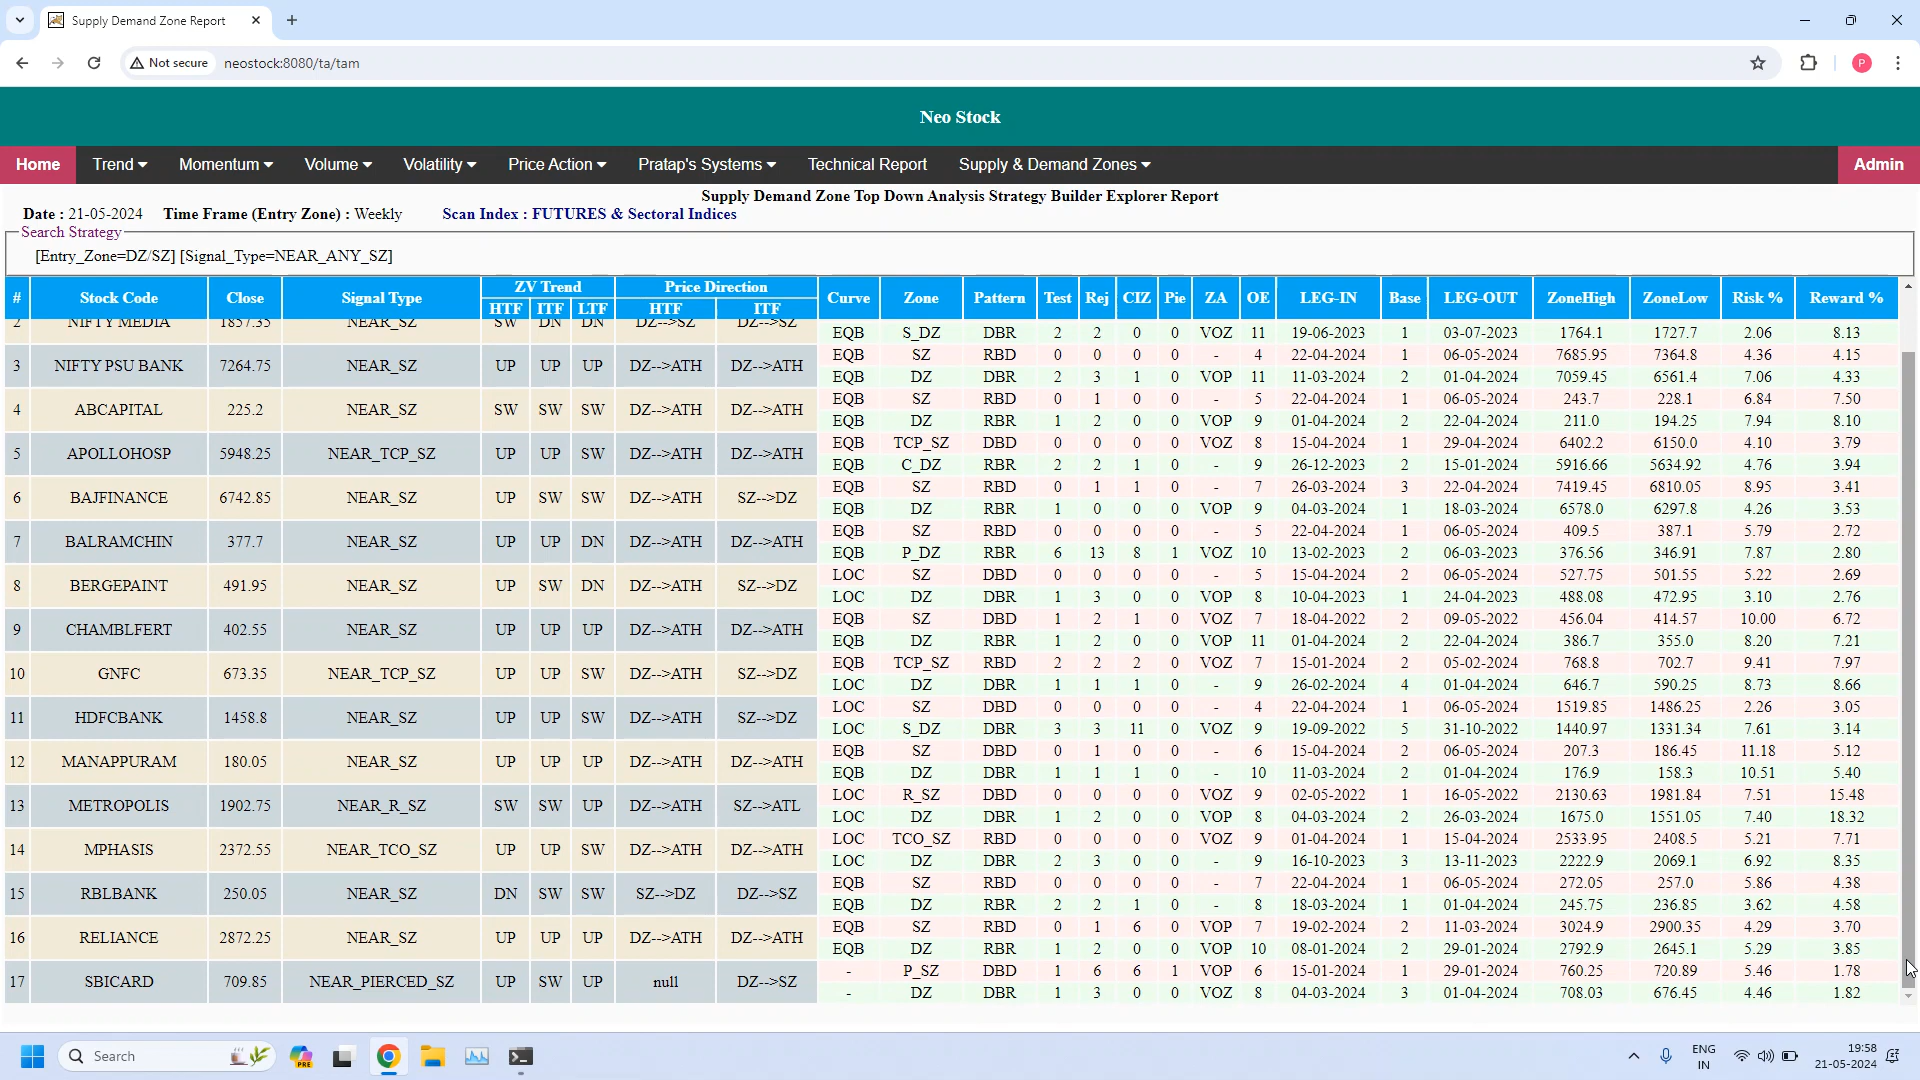 Supply Demand Zone Report
Not secure neostock:8080/ta/tam P
Neo Stock
Home Trend Momentum Volume Volatility Price Action Pratap's Systems Technical Report Supply & Demand Zones Admin
Supply Demand Zone Top Down Analysis Strategy Builder Explorer Report
Date : 21-05-2024 Time Frame (Entry Zone) : Weekly Scan Index : FUTURES & Sectoral Indices
Search Strategy
[Entry_Zone=DZ/SZ] [Signal_Type=NEAR_ANY_SZ]
# Stock Code Close Signal Type ZV Trend Price Direction Curve Zone Pattern Test Rej CIZ Pie ZA OE LEG-IN Base LEG-OUT ZoneHigh ZoneLow Risk % Reward %
HTF ITF LTF HTF ITF
2 NIFTY MEDIA 1857.35 NEAR_SZ SW DN DN DZ-->SZ DZ-->SZ EQB S_DZ DBR 2 2 0 0 VOZ 11 19-06-2023 1 03-07-2023 1764.1 1727.7 2.06 8.13
3 NIFTY PSU BANK 7264.75 NEAR_SZ UP UP UP DZ-->ATH DZ-->ATH EQB SZ RBD 0 0 0 0 - 4 22-04-2024 1 06-05-2024 7685.95 7364.8 4.36 4.15
EQB DZ DBR 2 3 1 0 VOP 11 11-03-2024 2 01-04-2024 7059.45 6561.4 7.06 4.33
4 ABCAPITAL 225.2 NEAR_SZ SW SW SW DZ-->ATH DZ-->ATH EQB SZ RBD 0 1 0 0 - 5 22-04-2024 1 06-05-2024 243.7 228.1 6.84 7.50
EQB DZ RBR 1 2 0 0 VOP 9 01-04-2024 2 22-04-2024 211.0 194.25 7.94 8.10
5 APOLLOHOSP 5948.25 NEAR_TCP_SZ UP UP SW DZ-->ATH DZ-->ATH EQB TCP_SZ DBD 0 0 0 0 VOZ 8 15-04-2024 1 29-04-2024 6402.2 6150.0 4.10 3.79
EQB C_DZ RBR 2 2 1 0 - 9 26-12-2023 2 15-01-2024 5916.66 5634.92 4.76 3.94
6 BAJFINANCE 6742.85 NEAR_SZ UP SW SW DZ-->ATH SZ-->DZ EQB SZ RBD 0 1 1 0 - 7 26-03-2024 3 22-04-2024 7419.45 6810.05 8.95 3.41
EQB DZ RBR 1 0 0 0 VOP 9 04-03-2024 1 18-03-2024 6578.0 6297.8 4.26 3.53
7 BALRAMCHIN 377.7 NEAR_SZ UP UP DN DZ-->ATH DZ-->ATH EQB SZ RBD 0 0 0 0 - 5 22-04-2024 1 06-05-2024 409.5 387.1 5.79 2.72
EQB P_DZ RBR 6 13 8 1 VOZ 10 13-02-2023 2 06-03-2023 376.56 346.91 7.87 2.80
8 BERGEPAINT 491.95 NEAR_SZ UP SW DN DZ-->ATH SZ-->DZ LOC SZ DBD 0 0 0 0 - 5 15-04-2024 1 06-05-2024 527.75 501.55 5.22 2.69
LOC DZ DBR 1 3 0 0 VOP 8 10-04-2023 1 24-04-2023 488.08 472.95 3.10 2.76
9 CHAMBLFERT 402.55 NEAR_SZ UP UP UP DZ-->ATH DZ-->ATH EQB SZ DBD 1 2 1 0 VOZ 7 18-04-2022 2 09-05-2022 456.04 414.57 10.00 6.72
EQB DZ RBR 1 2 0 0 VOP 11 01-04-2024 2 22-04-2024 386.7 355.0 8.20 7.21
10 GNFC 673.35 NEAR_TCP_SZ UP UP SW DZ-->ATH SZ-->DZ EQB TCP_SZ RBD 2 2 2 0 VOZ 7 15-01-2024 2 05-02-2024 768.8 702.7 9.41 7.97
LOC DZ DBR 1 1 1 0 - 9 26-02-2024 4 01-04-2024 646.7 590.25 8.73 8.66
11 HDFCBANK 1458.8 NEAR_SZ UP UP SW DZ-->ATH SZ-->DZ LOC SZ DBD 0 0 0 0 - 4 22-04-2024 1 06-05-2024 1519.85 1486.25 2.26 3.05
LOC S_DZ DBR 3 3 11 0 VOZ 9 19-09-2022 5 31-10-2022 1440.97 1331.34 7.61 3.14
12 MANAPPURAM 180.05 NEAR_SZ UP UP UP DZ-->ATH DZ-->ATH EQB SZ DBD 0 1 0 0 - 6 15-04-2024 2 06-05-2024 207.3 186.45 11.18 5.12
EQB DZ DBR 1 1 1 0 - 10 11-03-2024 2 01-04-2024 176.9 158.3 10.51 5.40
13 METROPOLIS 1902.75 NEAR_R_SZ SW SW UP DZ-->ATH SZ-->ATL LOC R_SZ DBD 0 0 0 0 VOZ 9 02-05-2022 1 16-05-2022 2130.63 1981.84 7.51 15.48
LOC DZ DBR 1 2 0 0 VOP 8 04-03-2024 2 26-03-2024 1675.0 1551.05 7.40 18.32
14 MPHASIS 2372.55 NEAR_TCO_SZ UP UP SW DZ-->ATH DZ-->ATH LOC TCO_SZ RBD 0 0 0 0 VOZ 9 01-04-2024 1 15-04-2024 2533.95 2408.5 5.21 7.71
LOC DZ DBR 2 3 0 0 - 9 16-10-2023 3 13-11-2023 2222.9 2069.1 6.92 8.35
15 RBLBANK 250.05 NEAR_SZ DN SW SW SZ-->DZ DZ-->SZ EQB SZ RBD 0 0 0 0 - 7 22-04-2024 1 06-05-2024 272.05 257.0 5.86 4.38
EQB DZ RBR 2 2 1 0 - 8 18-03-2024 1 01-04-2024 245.75 236.85 3.62 4.58
16 RELIANCE 2872.25 NEAR_SZ UP UP UP DZ-->ATH DZ-->ATH EQB SZ RBD 0 1 6 0 VOP 7 19-02-2024 2 11-03-2024 3024.9 2900.35 4.29 3.70
EQB DZ RBR 1 2 0 0 VOP 10 08-01-2024 2 29-01-2024 2792.9 2645.1 5.29 3.85
17 SBICARD 709.85 NEAR_PIERCED_SZ UP SW UP null DZ-->SZ - P_SZ DBD 1 6 6 1 VOP 6 15-01-2024 1 29-01-2024 760.25 720.89 5.46 1.78
- DZ DBR 1 3 0 0 VOZ 8 04-03-2024 3 01-04-2024 708.03 676.45 4.46 1.82
Search PRE ENG IN 19:58 21-05-2024